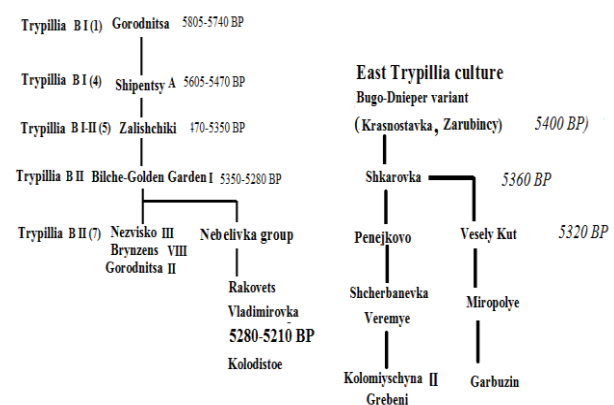 Trypillia B I (1) Gorodnitsa 5805-5740 BP
Trypillia B I (4) Shipentsy A 5605-5470 BP
Trypillia B I-II (5) Zalishchiki 470-5350 BP
Trypillia B II Bilche-Golden Garden I 5350-5280 BP
Trypillia B II (7) Nezvisko III
Brynzens VIII
Gorodnitsa II
Nebelivka group
Rakovets
Vladimirovka
5280-5210 BP
Kolodistoe
East Trypillia culture
Bugo-Dnieper variant
(Krasnostavka, Zarubincy) 5400 BP)
Shkarovka 5360 BP
Penejkovo
Vesely Kut 5320 BP
Shcherbanevka
Veremye
Miropolye
Kolomiyschyna II
Grebeni
Garbuzin